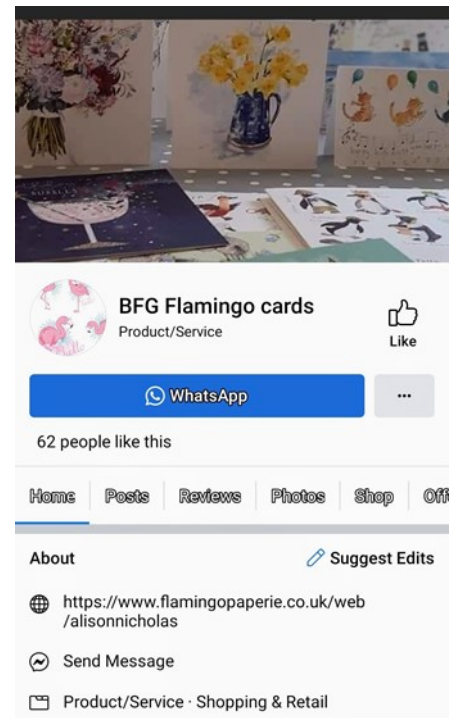 BFG Flamingo cards
Product/Service
Like
WhatsApp
...
62 people like this
Home
Posts
Reviews
Photos
Shop
Off
About
Suggest Edits
https://www.flamingopaperie.co.uk/web
/alisonnicholas
Send Message
Product/Service · Shopping & Retail